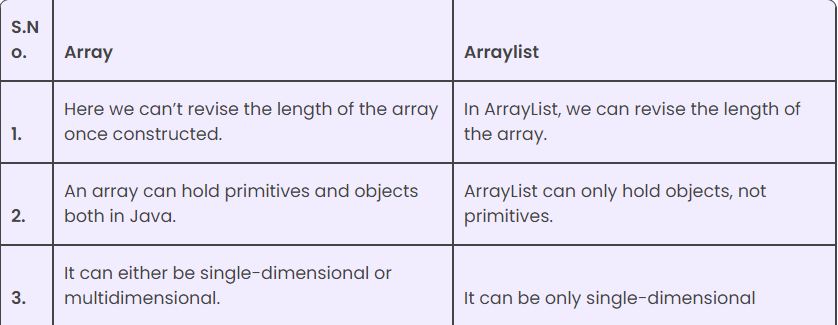 S.N
o.
Array
Arraylist
1.
Here we can’t revise the length of the array
once constructed.
In ArrayList, we can revise the length of
the array.
2.
An array can hold primitives and objects
both in Java.
ArrayList can only hold objects, not
primitives.
3.
It can either be single-dimensional or
multidimensional.
It can be only single-dimensional